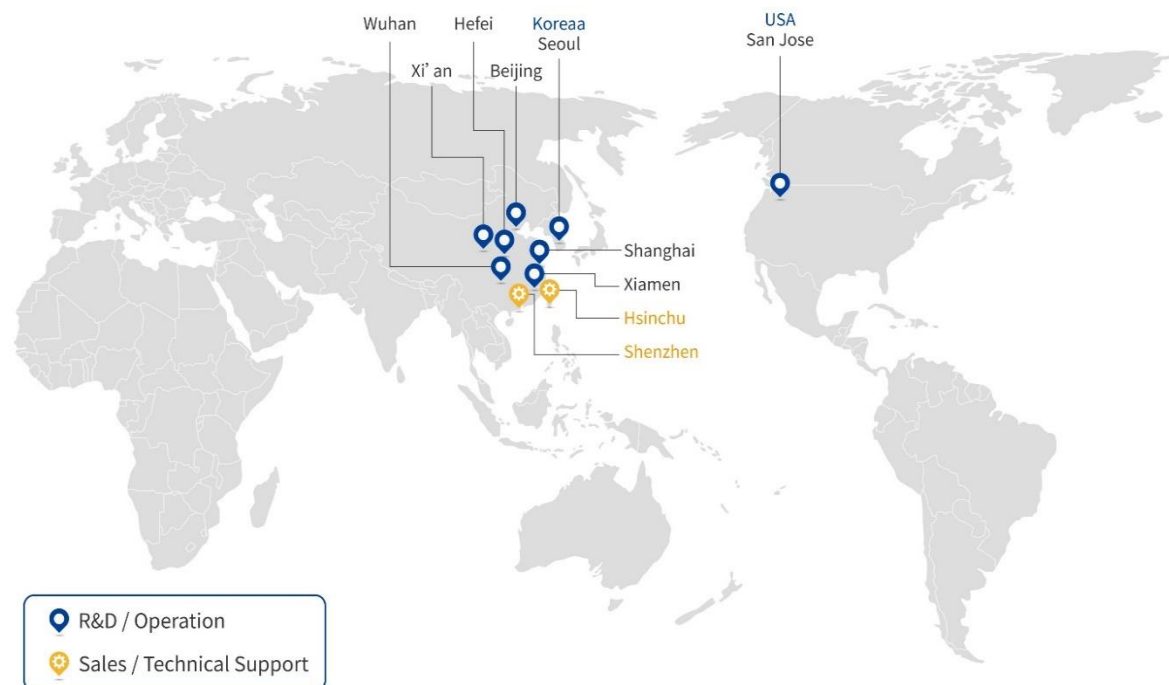 Wuhan
Hefei
Koreaa
Seoul
USA
San Jose
Xi’ an
Beijing
Shanghai
Xiamen
Hsinchu
Shenzhen
R&D / Operation
Sales / Technical Support